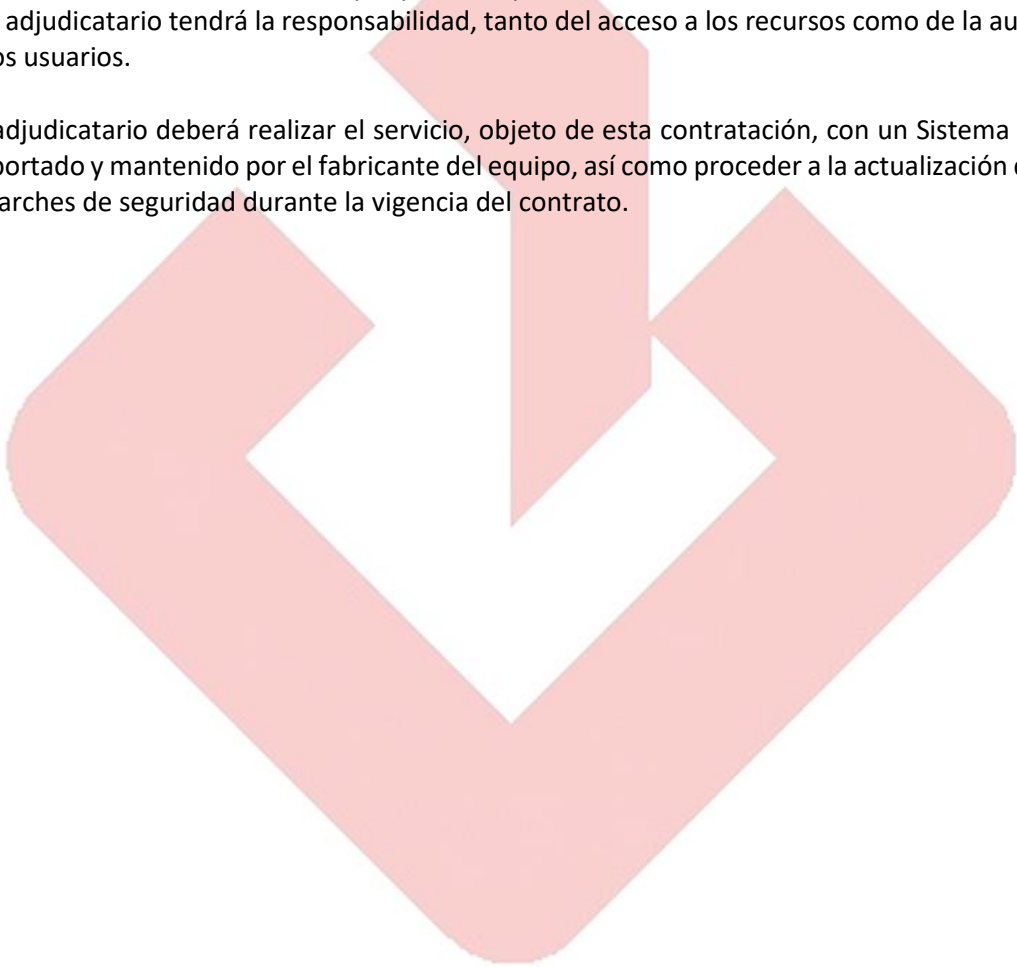 adjudicatario tendrá la responsabilidad, tanto del acceso a los recursos como de la au
os usuarios.
adjudicatario deberá realizar el servicio, objeto de esta contratación, con un Sistema
portado y mantenido por el fabricante del equipo, así como proceder a la actualización
arches de seguridad durante la vigencia del contrato.